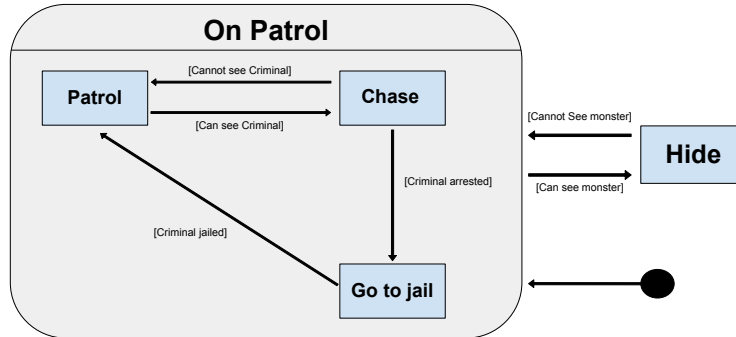 On Patrol
[Cannot see Criminal]
Patrol
Chase
[Can see Criminal]
[Cannot See monster]
Hide
[Can see monster]
[Criminal arrested]
[Criminal jailed]
Go to jail